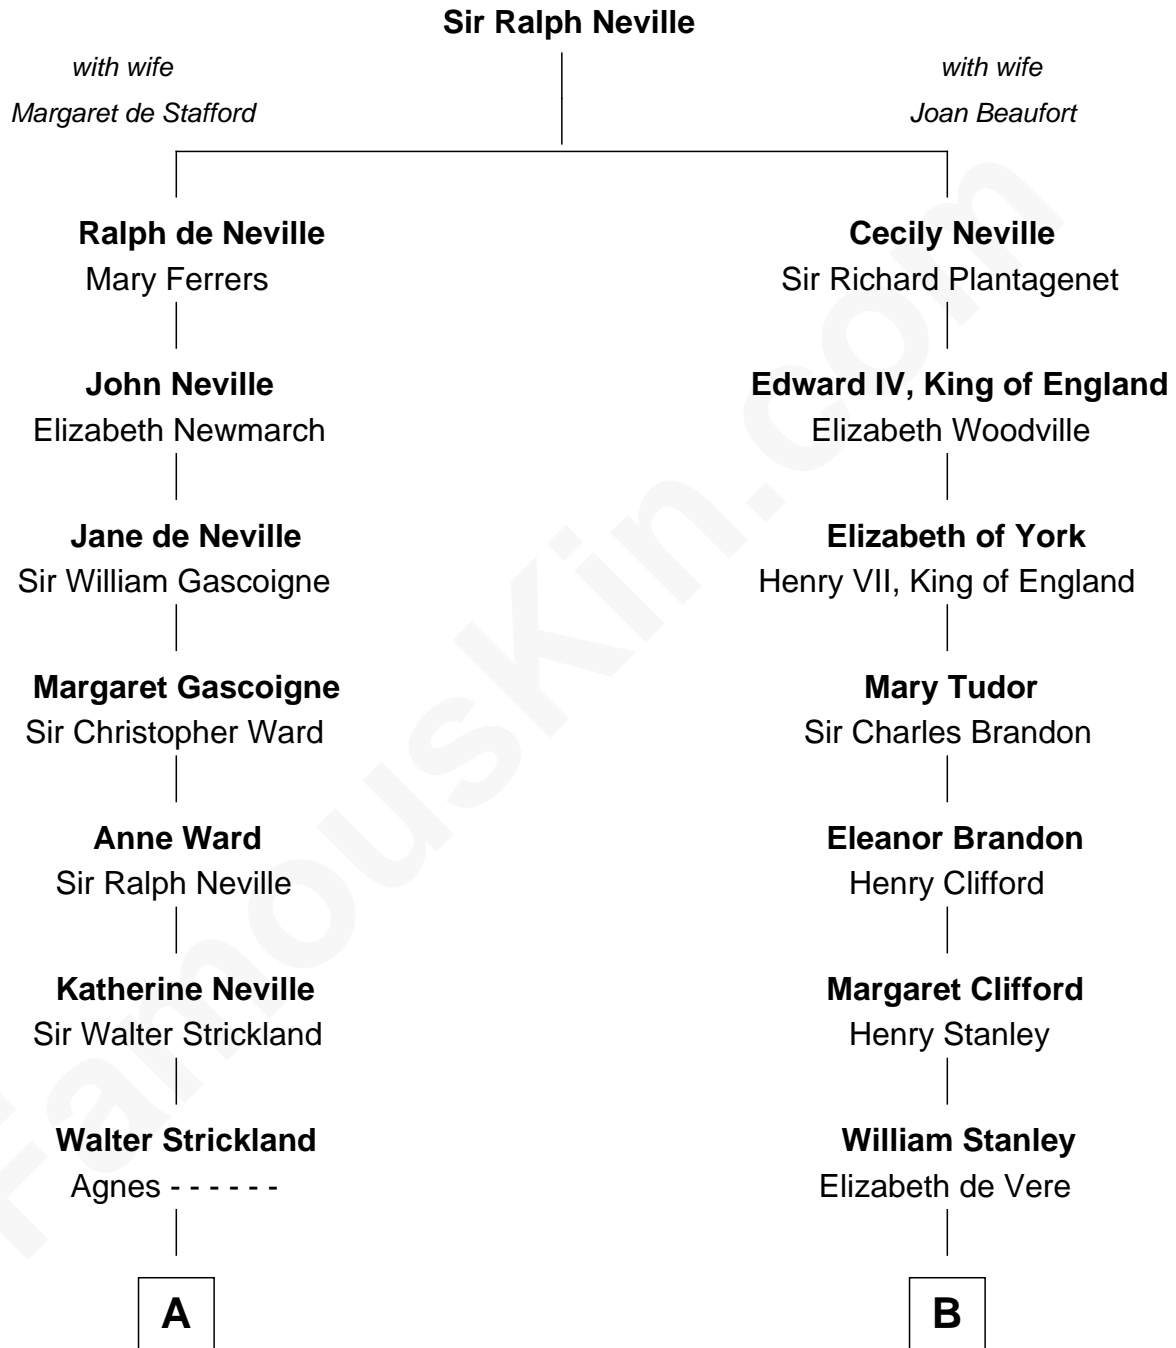 Sir Ralph Neville
with wife
Margaret de Stafford
with wife
Joan Beaufort
Ralph de Neville
Mary Ferrers
Cecily Neville
Sir Richard Plantagenet
John Neville
Elizabeth Newmarch
Edward IV, King of England
Elizabeth Woodville
Jane de Neville
Sir William Gascoigne
Elizabeth of York
Henry VII, King of England
Margaret Gascoigne
Sir Christopher Ward
Mary Tudor
Sir Charles Brandon
Anne Ward
Sir Ralph Neville
Eleanor Brandon
Henry Clifford
Katherine Neville
Sir Walter Strickland
Margaret Clifford
Henry Stanley
Walter Strickland
Agnes - - - - - -
William Stanley
Elizabeth de Vere
A
B
FamousKin.com